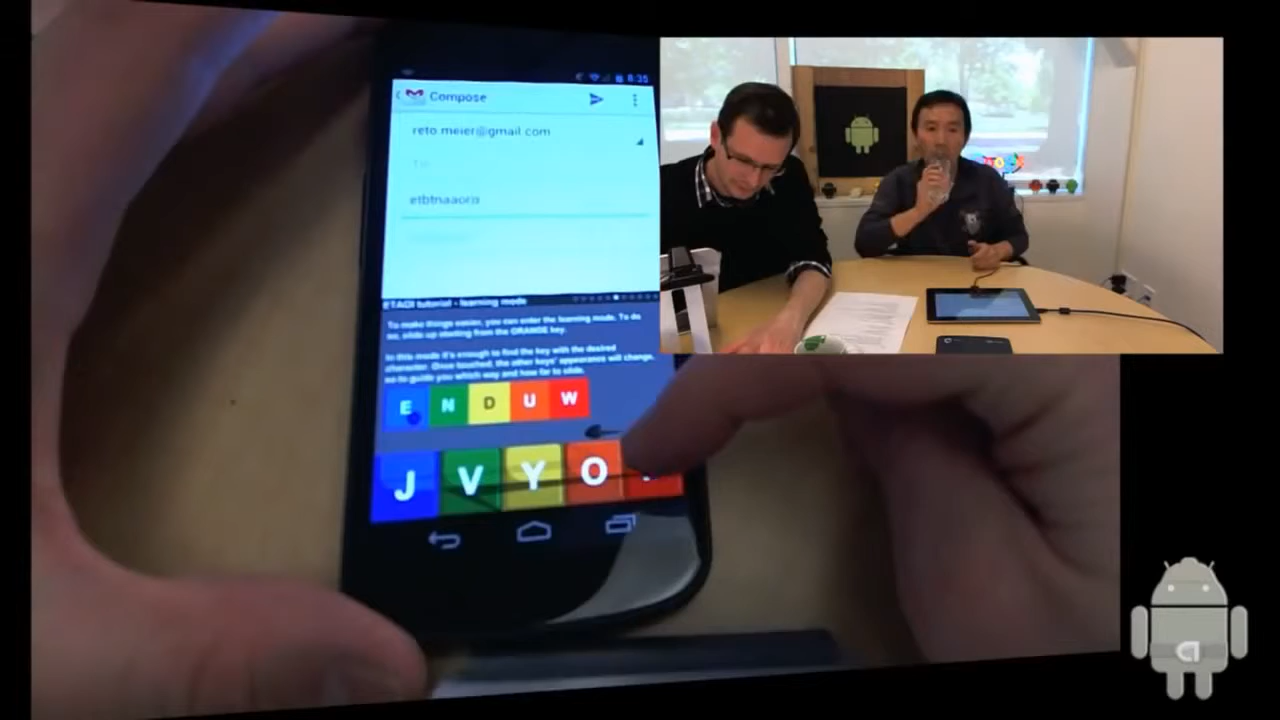 8:35
Compose
reto.meier@gmail.com
To
etbtnaaoria
ETAOI tutorial - learning mode
To make things easier, you can enter the learning mode. To do
so, slide up starting from the ORANGE key.
In this mode it's enough to find the key with the desired
character. Once touched, the other keys' appearance will change,
so to guide you which way and how far to slide.
E N D U W
J V Y O